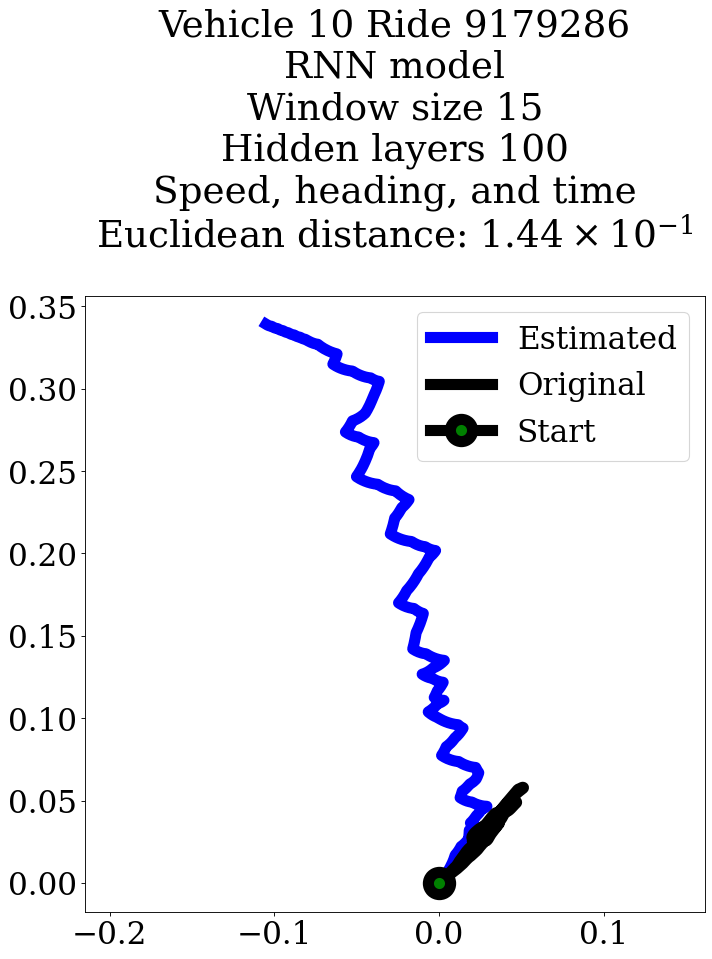 Vehicle 10 Ride 9179286
RNN model
Window size 15
Hidden layers 100
Speed, heading, and time
Euclidean distance: 1.44 × 10⁻¹
0.35
0.30
0.25
0.20
0.15
0.10
0.05
0.00
−0.2
−0.1
0.0
0.1
Estimated
Original
Start